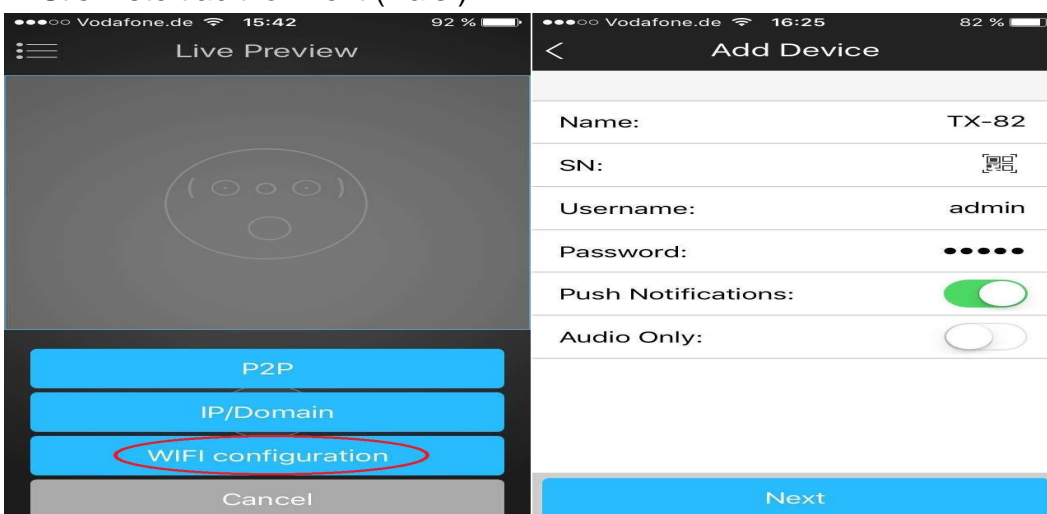 Vodafone.de 15:42 92 %
Live Preview
P2P
IP/Domain
WIFI configuration
Cancel
Vodafone.de 16:25 82 %
< Add Device
Name: TX-82
SN:
Username: admin
Password: •••••
Push Notifications:
Audio Only:
Next